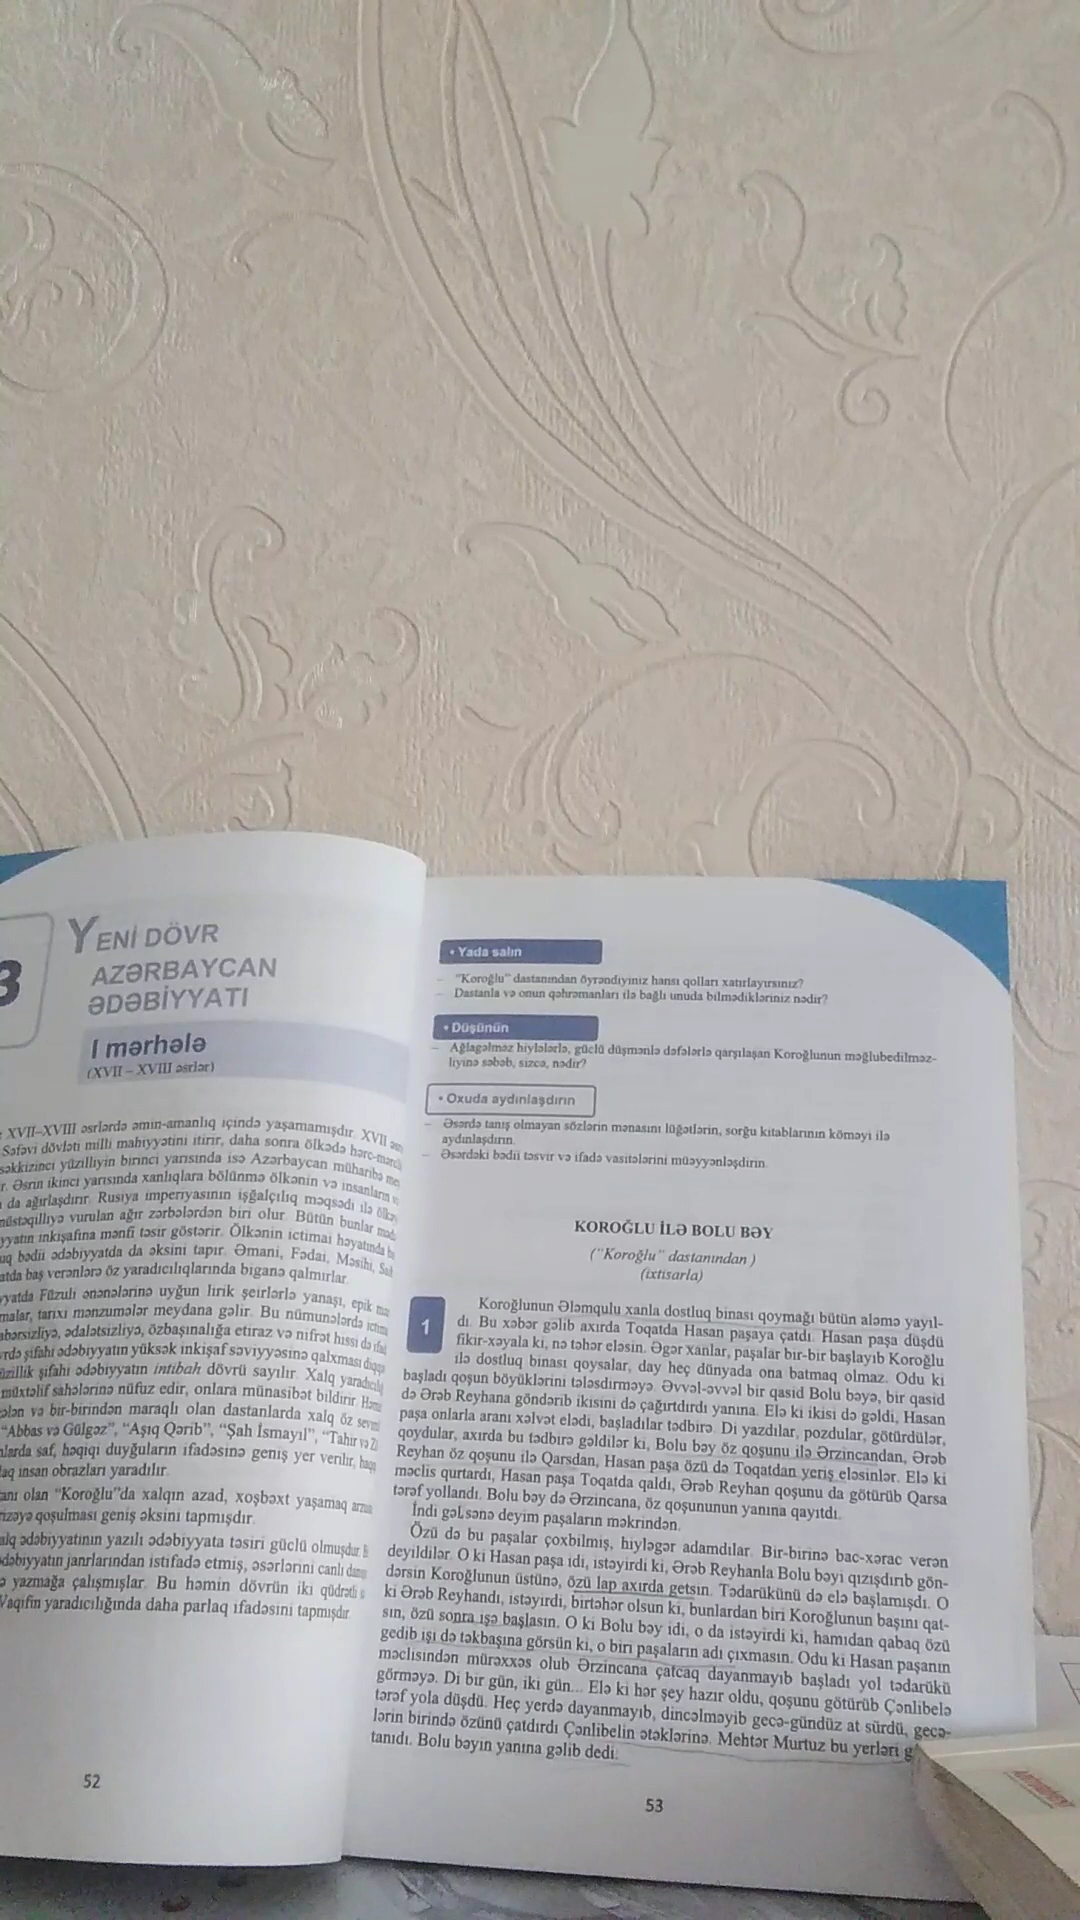 3
YENİ DÖVR
AZƏRBAYCAN
ƏDƏBİYYATI
I mərhələ
(XVII – XVIII əsrlər)
XVII–XVIII əsrlərdə əmin-amanlıq içində yaşamamışdır. XVII
Səfəvi dövləti milli mahiyyətini itirir, daha sonra ölkədə hərc-mərc
səkkizinci yüzilliyin birinci yarısında isə Azərbaycan müharibə
Əsrin ikinci yarısında xanlıqlara bölünmə ölkənin və insanların
da ağırlaşdırır. Rusiya imperiyasının işğalçılıq məqsədi ilə
müstəqilliyə vurulan ağır zərbələrdən biri olur. Bütün bunlar
inkişafına mənfi təsir göstərir. Ölkənin ictimai həyatında
bədii ədəbiyyatda da əksini tapır. Əmani, Fədai, Məsihi,
baş verənlərə öz yaradıcılıqlarında biganə qalmırlar.
Füzuli ənənələrinə uyğun lirik şeirlərlə yanaşı, epik
tarixi mənzumələr meydana gəlir. Bu nümunələrdə
ədalətsizliyə, özbaşınalığa etiraz və nifrət hissi də
şifahi ədəbiyyatın yüksək inkişaf səviyyəsinə qalxması
şifahi ədəbiyyatın intibah dövrü sayılır. Xalq
müxtəlif sahələrinə nüfuz edir, onlara münasibət bildirir.
və bir-birindən maraqlı olan dastanlarda xalq öz
“Abbas və Gülgəz”, “Aşıq Qərib”, “Şah İsmayıl”, “Tahir və
saf, həqiqi duyğuların ifadəsinə geniş yer verilir,
insan obrazları yaradılır.
olan “Koroğlu”da xalqın azad, xoşbəxt yaşamaq
qoşulması geniş əksini tapmışdır.
ədəbiyyatının yazılı ədəbiyyata təsiri güclü olmuşdur.
janrlarından istifadə etmiş, əsərlərini canlı
yazmağa çalışmışlar. Bu həmin dövrün iki qüdrətli
Vaqifin yaradıcılığında daha parlaq ifadəsini tapmışdır.
52
• Yada salın
– “Koroğlu” dastanından öyrəndiyiniz hansı qolları xatırlayırsınız?
– Dastanla və onun qəhrəmanları ilə bağlı unuda bilmədikləriniz nədir?
• Düşünün
– Ağlagəlməz hiylələrlə, güclü düşmənlə dəfələrlə qarşılaşan Koroğlunun məğlubedilməz-
liyinə səbəb, sizcə, nədir?
• Oxuda aydınlaşdırın
– Əsərdə tanış olmayan sözlərin mənasını lüğətlərin, sorğu kitablarının köməyi ilə
aydınlaşdırın.
– Əsərdəki bədii təsvir və ifadə vasitələrini müəyyənləşdirin.
KOROĞLU İLƏ BOLU BƏY
(“Koroğlu” dastanından)
(ixtisarla)
1
Koroğlunun Ələmqulu xanla dostluq binası qoymağı bütün aləmə yayıl-
dı. Bu xəbər gəlib axırda Toqatda Hasan paşaya çatdı. Hasan paşa düşdü
fikir-xəyala ki, nə təhər eləsin. Əgər xanlar, paşalar bir-bir başlayıb Koroğlu
ilə dostluq binası qoysalar, day heç dünyada ona batmaq olmaz. Odu ki
başladı qoşun böyüklərini tələsdirməyə. Əvvəl-əvvəl bir qasid Bolu bəyə, bir qasid
də Ərəb Reyhana göndərib ikisini də çağırtdırdı yanına. Elə ki ikisi də gəldi, Hasan
paşa onlarla aranı xəlvət elədi, başladılar tədbirə. Di yazdılar, pozdular, götürdülər,
qoydular, axırda bu tədbirə gəldilər ki, Bolu bəy öz qoşunu ilə Ərzincandan, Ərəb
Reyhan öz qoşunu ilə Qarsdan, Hasan paşa özü də Toqatdan yeriş eləsinlər. Elə ki
məclis qurtardı, Hasan paşa Toqatda qaldı, Ərəb Reyhan qoşunu da götürüb Qarsa
tərəf yollandı. Bolu bəy də Ərzincana, öz qoşununun yanına qayıtdı.
İndi gəl sənə deyim paşaların məkrindən.
Özü də bu paşalar çoxbilmiş, hiyləgər adamdılar. Bir-birinə bac-xərac verən
deyildilər. O ki Hasan paşa idi, istəyirdi ki, Ərəb Reyhanla Bolu bəyi qızışdırıb gön-
dərsin Koroğlunun üstünə, özü lap axırda getsin. Tədarükünü də elə başlamışdı. O
ki Ərəb Reyhandı, istəyirdi, birtəhər olsun ki, bunlardan biri Koroğlunun başını qat-
sın, özü sonra işə başlasın. O ki Bolu bəy idi, o da istəyirdi ki, hamıdan qabaq özü
gedib işi də təkbaşına görsün ki, o biri paşaların adı çıxmasın. Odu ki Hasan paşanın
məclisindən mürəxxəs olub Ərzincana çatcaq dayanmayıb başladı yol tədarükü
görməyə. Di bir gün, iki gün... Elə ki hər şey hazır oldu, qoşunu götürüb Çənlibelə
tərəf yola düşdü. Heç yerdə dayanmayıb, dincəlməyib gecə-gündüz at sürdü, gecə-
lərin birində özünü çatdırdı Çənlibelin ətəklərinə. Mehtər Murtuz bu yerləri
tanıdı. Bolu bəyin yanına gəlib dedi:
53